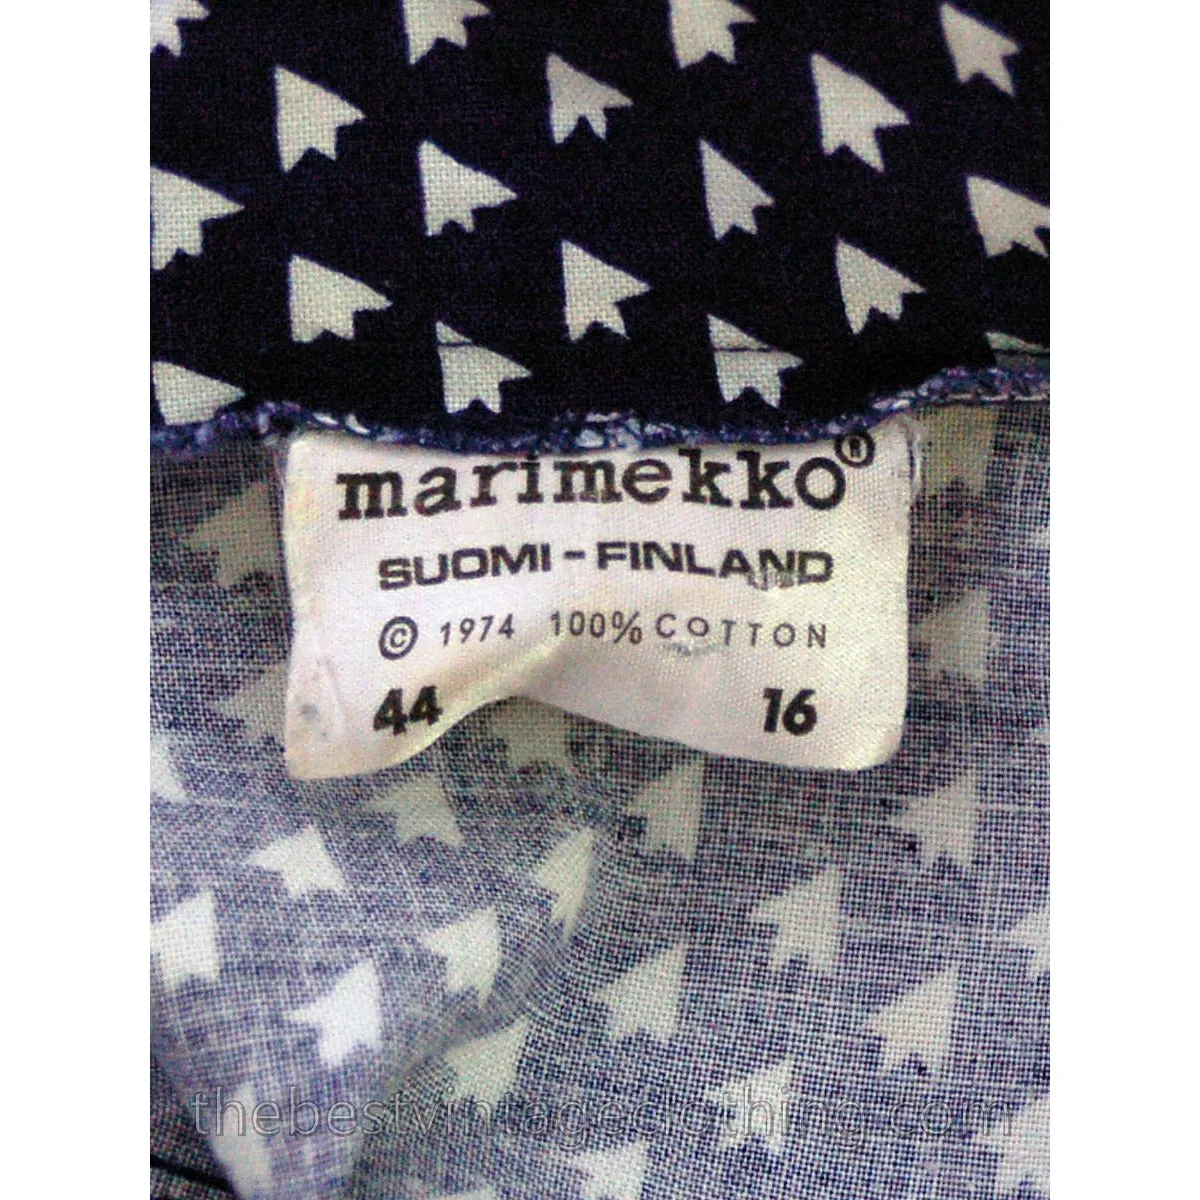 marimekko®
SUOMI - FINLAND
© 1974 100% COTTON
44 16
thebestvintageclothing.com